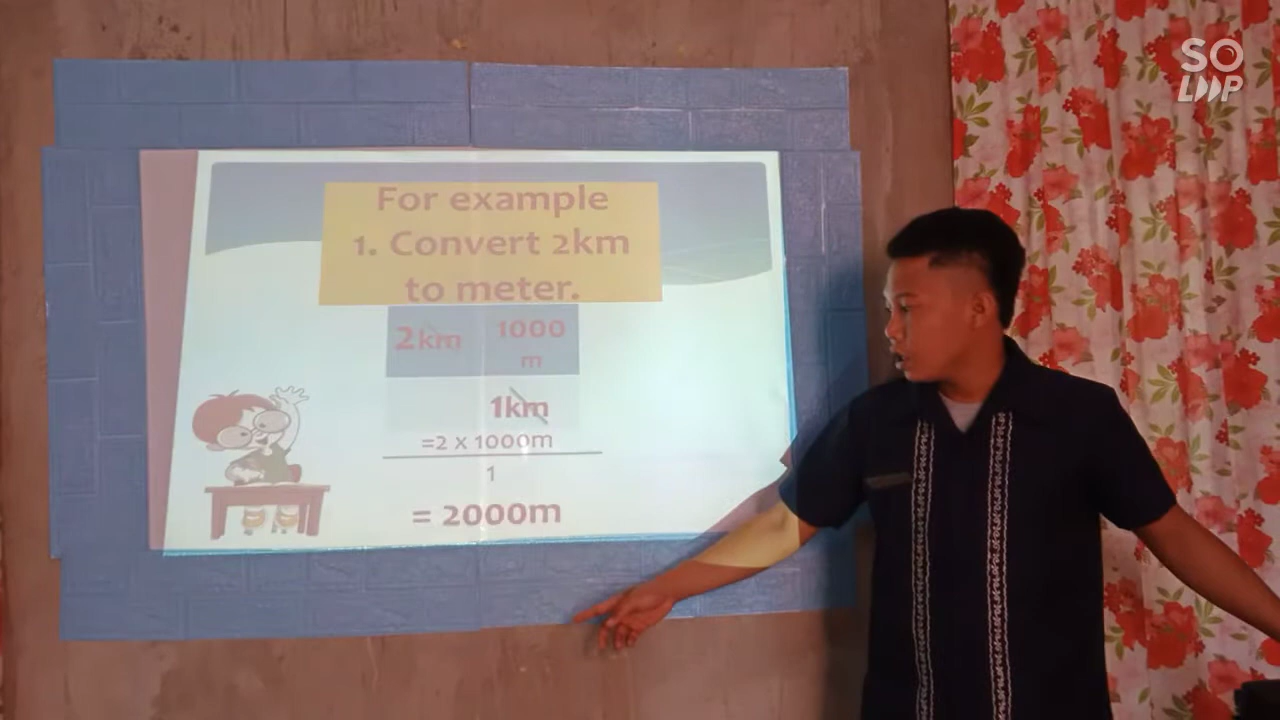 SO
LOOP
For example
1. Convert 2km
to meter.
2km 1000
m
1km
=2 x 1000m
1
= 2000m